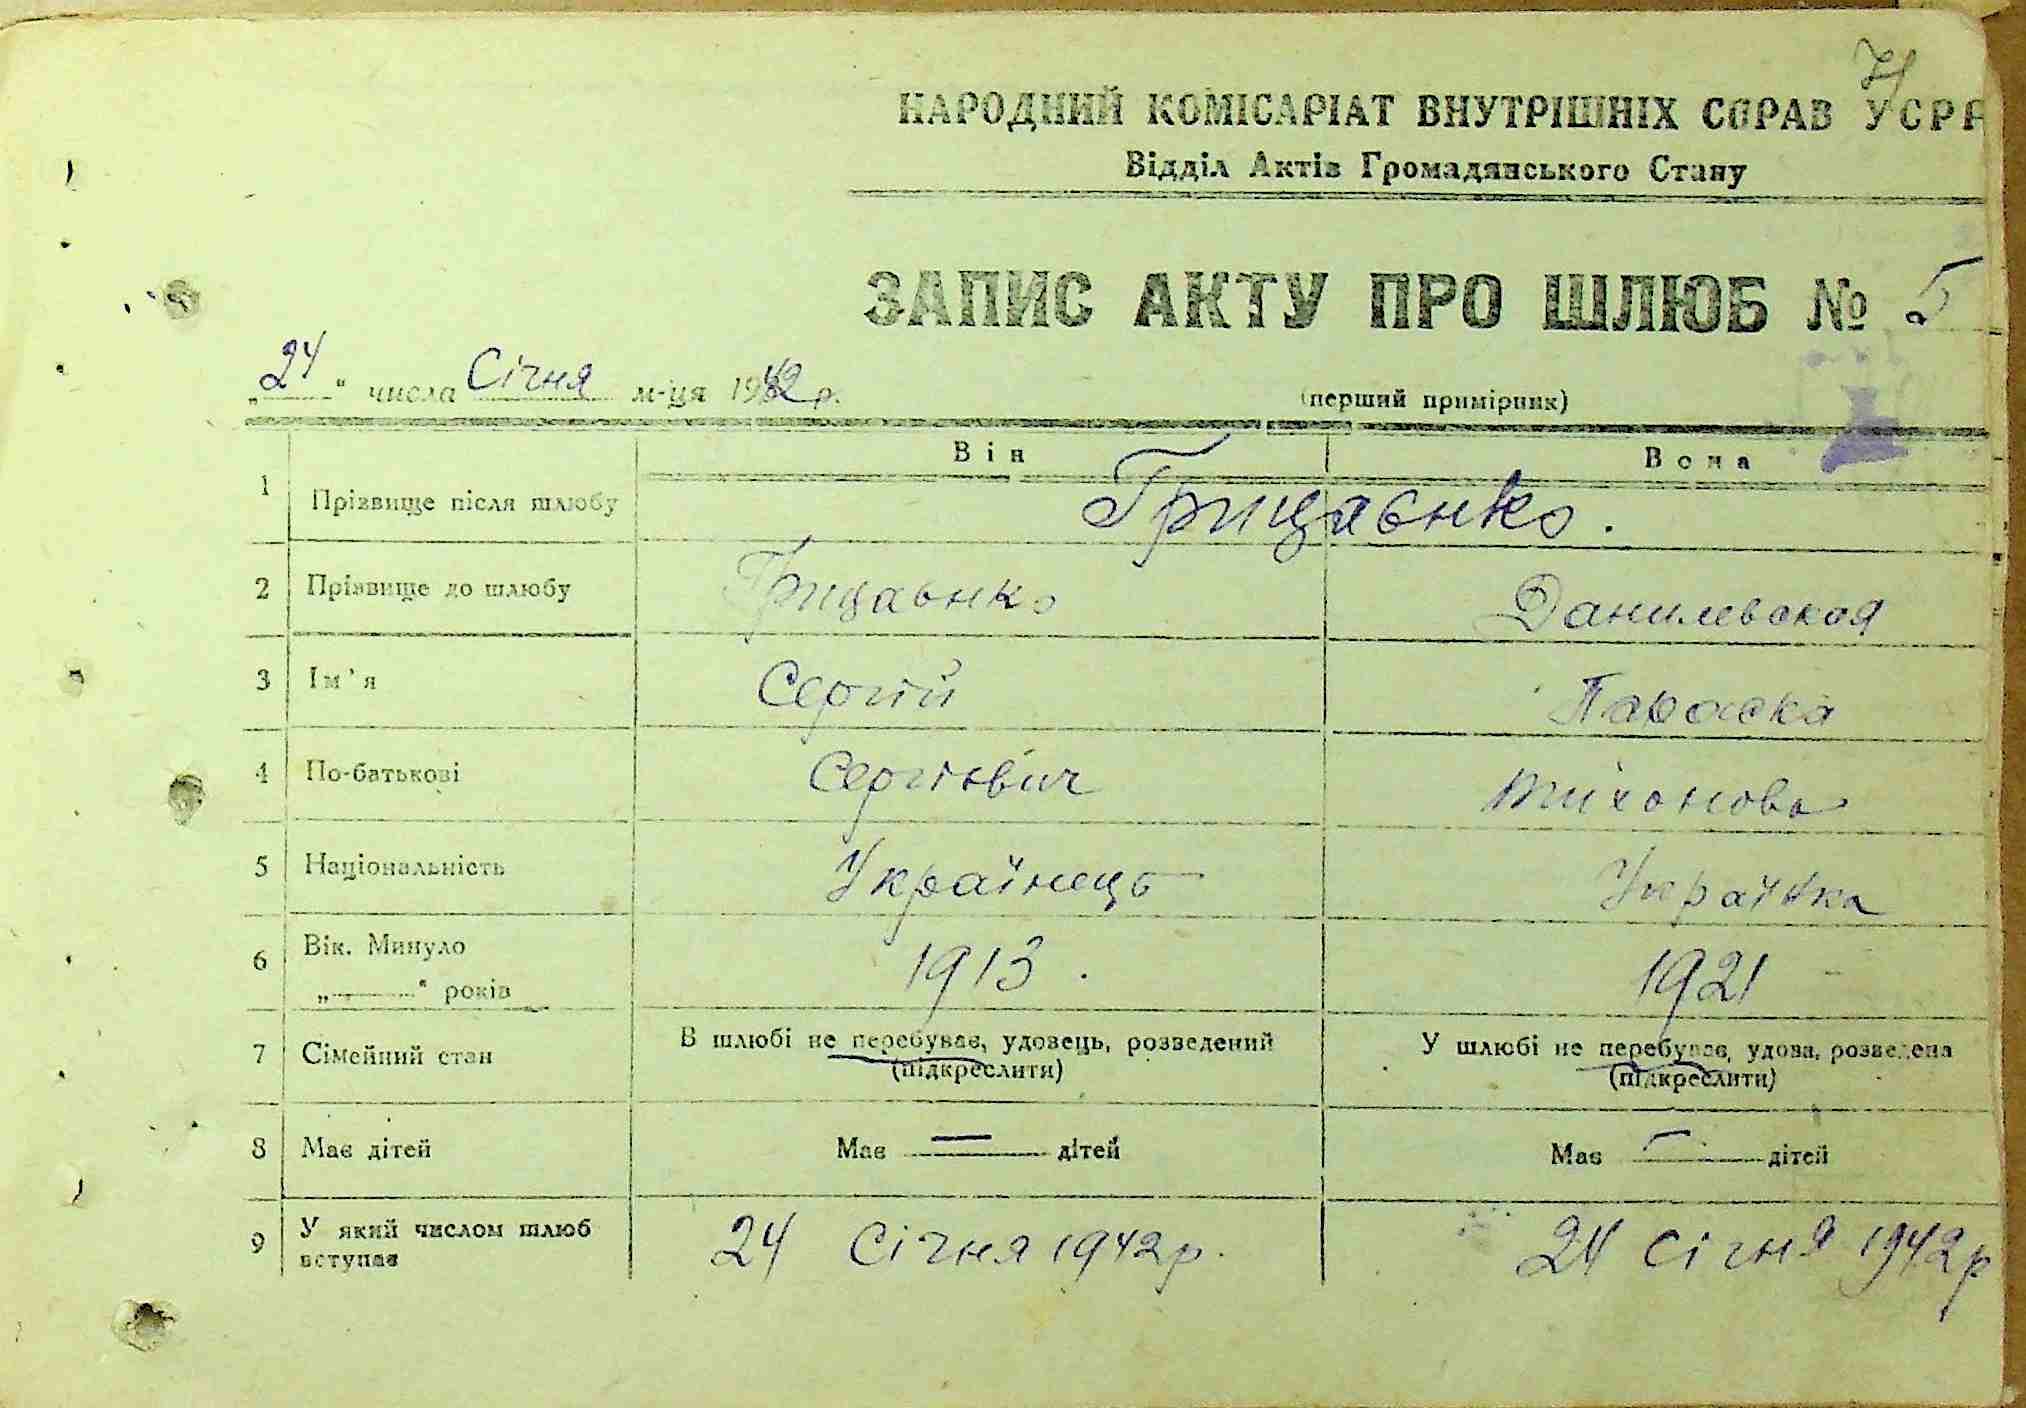 71
НАРОДНИЙ КОМІСАРІАТ ВНУТРІШНІХ СПРАВ УСРР
Відділ Актів Громадянського Стану
ЗАПИС АКТУ ПРО ШЛЮБ № 5
„24“ числа Січня м-ця 1942 р.
(перший примірник)
Він Вона
1 Прізвище після шлюбу Грицаєнко.
2 Прізвище до шлюбу Грицаєнко Данилевская
3 Ім'я Сергій Параска
4 По-батькові Сергієвич Тихонова
5 Національність Українець Українка
6 Вік. Минуло 1913. 1921
„———“ років
7 Сімейний стан В шлюбі не перебував, удовець, розведений У шлюбі не перебував, удова, розведена
(підкреслити) (підкреслити)
8 Має дітей Має — дітей Має — дітей
9 У який числом шлюб 24 Січня 1942 р. 24 Січня 1942 р
вступав